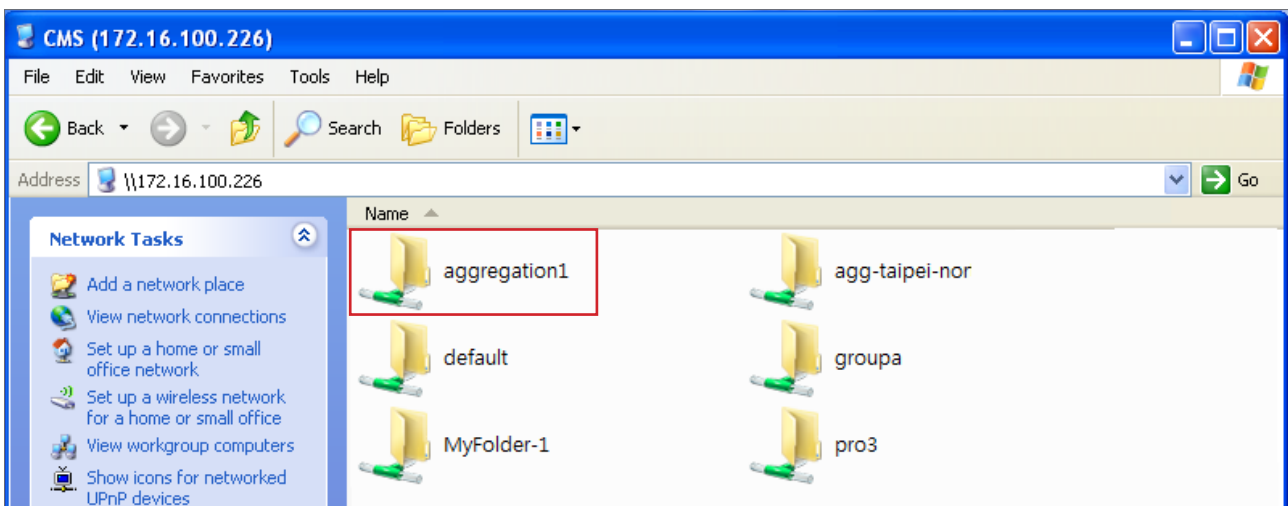 CMS (172.16.100.226)
File Edit View Favorites Tools Help
Back Search Folders
Address \\172.16.100.226 Go
Name
Network Tasks
Add a network place
View network connections
Set up a home or small
office network
Set up a wireless network
for a home or small office
View workgroup computers
Show icons for networked
UPnP devices
aggregation1 agg-taipei-nor
default groupa
MyFolder-1 pro3